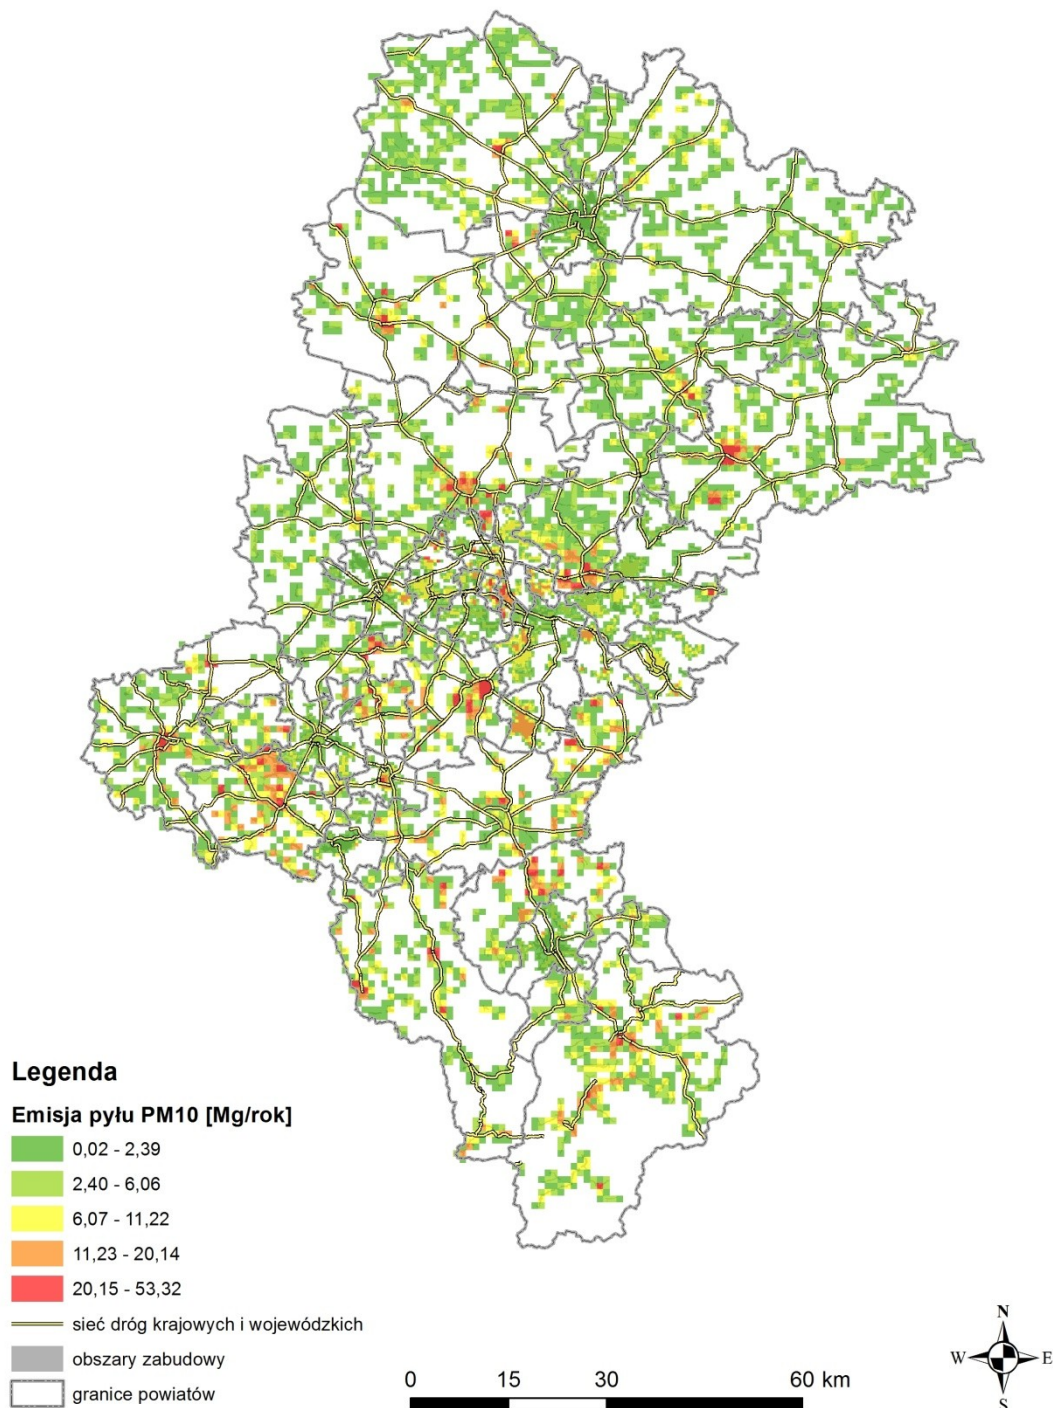 Legenda
Emisja pyłu PM10 [Mg/rok]
0,02 - 2,39
2,40 - 6,06
6,07 - 11,22
11,23 - 20,14
20,15 - 53,32
sieć dróg krajowych i wojewódzkich
obszary zabudowy
granice powiatów
0 15 30 60 km
N
W E
S